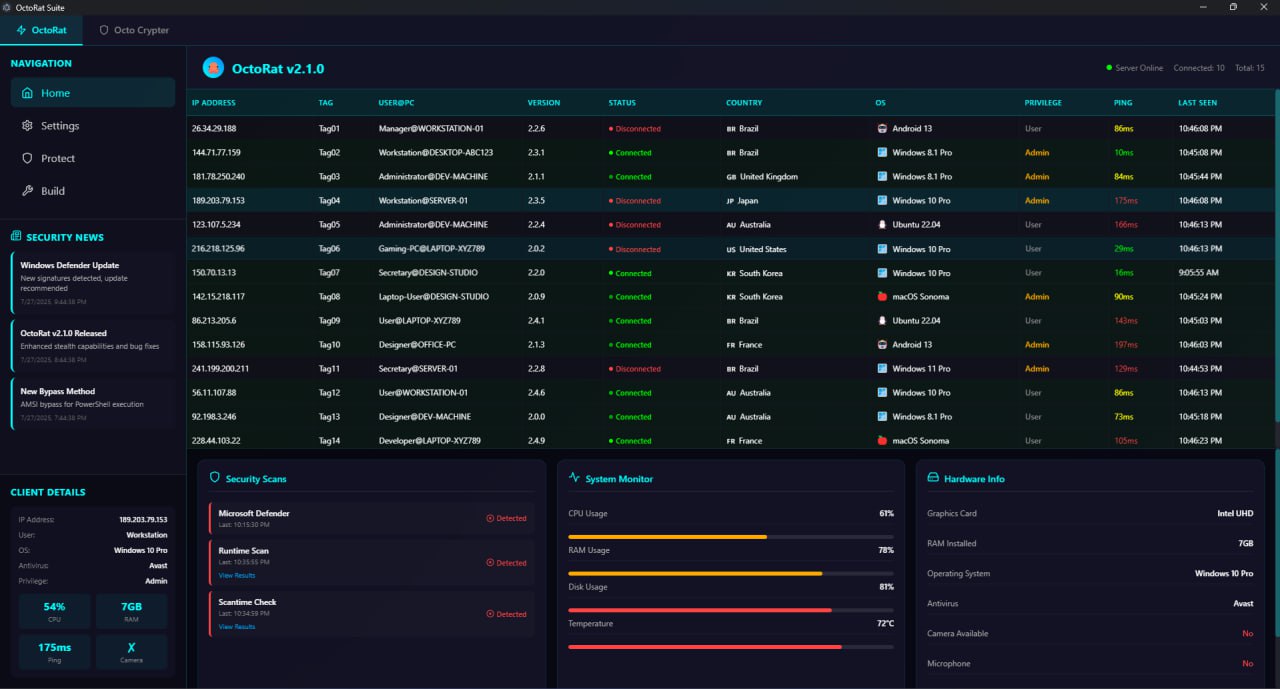 OctoRat Suite
OctoRat
Octo Crypter
NAVIGATION
Home
Settings
Protect
Build
SECURITY NEWS
Windows Defender Update
New signatures detected, update
recommended
7/27/2025, 9:44:38 PM
OctoRat v2.1.0 Released
Enhanced stealth capabilities and bug fixes
7/27/2025, 8:44:38 PM
New Bypass Method
AMSI bypass for PowerShell execution
7/27/2025, 7:44:38 PM
CLIENT DETAILS
IP Address: 189.203.79.153
User: Workstation
OS: Windows 10 Pro
Antivirus: Avast
Privilege: Admin
54% 7GB
CPU RAM
175ms ✗
Ping Camera
OctoRat v2.1.0
Server Online Connected: 10 Total: 15
IP ADDRESS TAG USER@PC VERSION STATUS COUNTRY OS PRIVILEGE PING LAST SEEN
26.34.29.188 Tag01 Manager@WORKSTATION-01 2.2.6 Disconnected BR Brazil Android 13 User 86ms 10:46:08 PM
144.71.77.159 Tag02 Workstation@DESKTOP-ABC123 2.3.1 Connected BR Brazil Windows 8.1 Pro Admin 10ms 10:45:08 PM
181.78.250.240 Tag03 Administrator@DEV-MACHINE 2.1.1 Connected GB United Kingdom Windows 8.1 Pro Admin 84ms 10:45:44 PM
189.203.79.153 Tag04 Workstation@SERVER-01 2.3.5 Disconnected JP Japan Windows 10 Pro Admin 175ms 10:46:08 PM
123.107.5.234 Tag05 Administrator@DEV-MACHINE 2.2.4 Disconnected AU Australia Ubuntu 22.04 User 166ms 10:46:13 PM
216.218.125.96 Tag06 Gaming-PC@LAPTOP-XYZ789 2.0.2 Disconnected US United States Windows 10 Pro User 29ms 10:46:13 PM
150.70.13.13 Tag07 Secretary@DESIGN-STUDIO 2.2.0 Connected KR South Korea Windows 10 Pro User 16ms 9:05:55 AM
142.15.218.117 Tag08 Laptop-User@DESIGN-STUDIO 2.0.9 Connected KR South Korea macOS Sonoma Admin 90ms 10:45:24 PM
86.213.205.6 Tag09 User@LAPTOP-XYZ789 2.4.1 Connected BR Brazil Ubuntu 22.04 User 143ms 10:45:03 PM
158.115.93.126 Tag10 Designer@OFFICE-PC 2.1.3 Connected FR France Android 13 Admin 197ms 10:46:03 PM
241.199.200.211 Tag11 Secretary@SERVER-01 2.2.8 Disconnected BR Brazil Windows 11 Pro Admin 129ms 10:44:53 PM
56.11.107.88 Tag12 User@WORKSTATION-01 2.4.6 Connected AU Australia Windows 10 Pro User 86ms 10:46:13 PM
92.198.3.246 Tag13 Designer@DEV-MACHINE 2.0.0 Connected AU Australia Windows 8.1 Pro User 73ms 10:45:18 PM
228.44.103.22 Tag14 Developer@LAPTOP-XYZ789 2.4.9 Connected FR France macOS Sonoma User 105ms 10:46:23 PM
Security Scans
Microsoft Defender
Last: 10:15:30 PM
Detected
Runtime Scan
Last: 10:35:55 PM
View Results
Detected
Scantime Check
Last: 10:34:59 PM
View Results
Detected
System Monitor
CPU Usage 61%
RAM Usage 78%
Disk Usage 81%
Temperature 72°C
Hardware Info
Graphics Card Intel UHD
RAM Installed 7GB
Operating System Windows 10 Pro
Antivirus Avast
Camera Available No
Microphone No